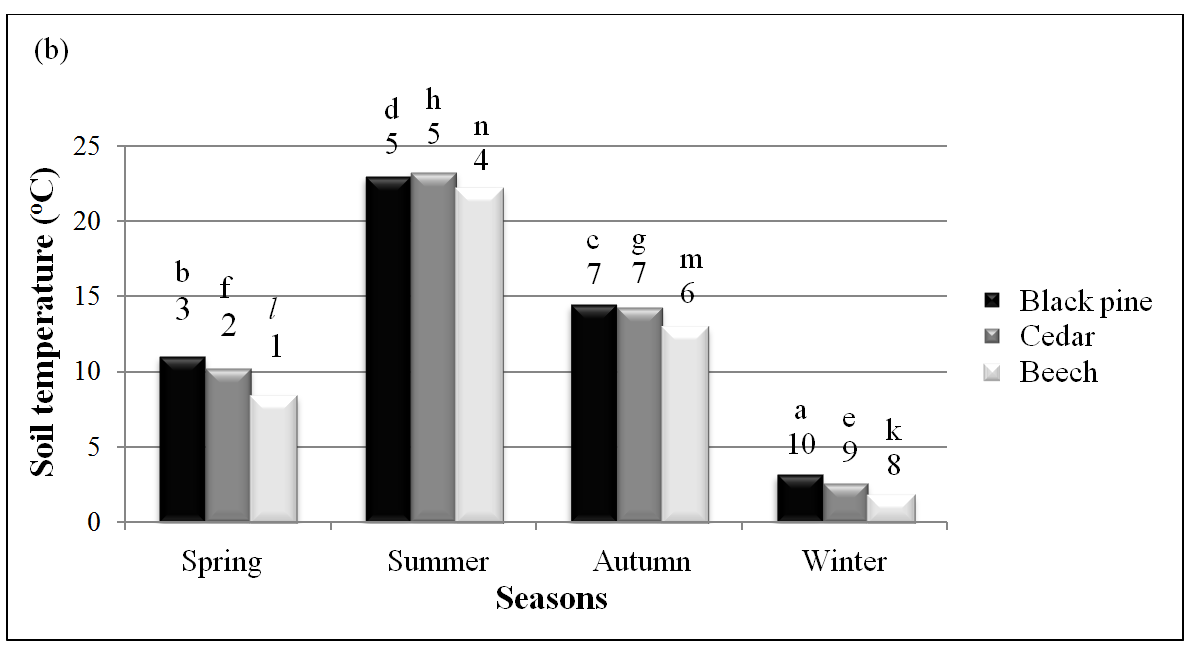 (b)
Soil temperature (ºC)
25
20
15
10
5
0
b
3
f
2
l
1
d
5
h
5
n
4
c
7
g
7
m
6
a
10
e
9
k
8
Spring
Summer
Autumn
Winter
Seasons
Black pine
Cedar
Beech